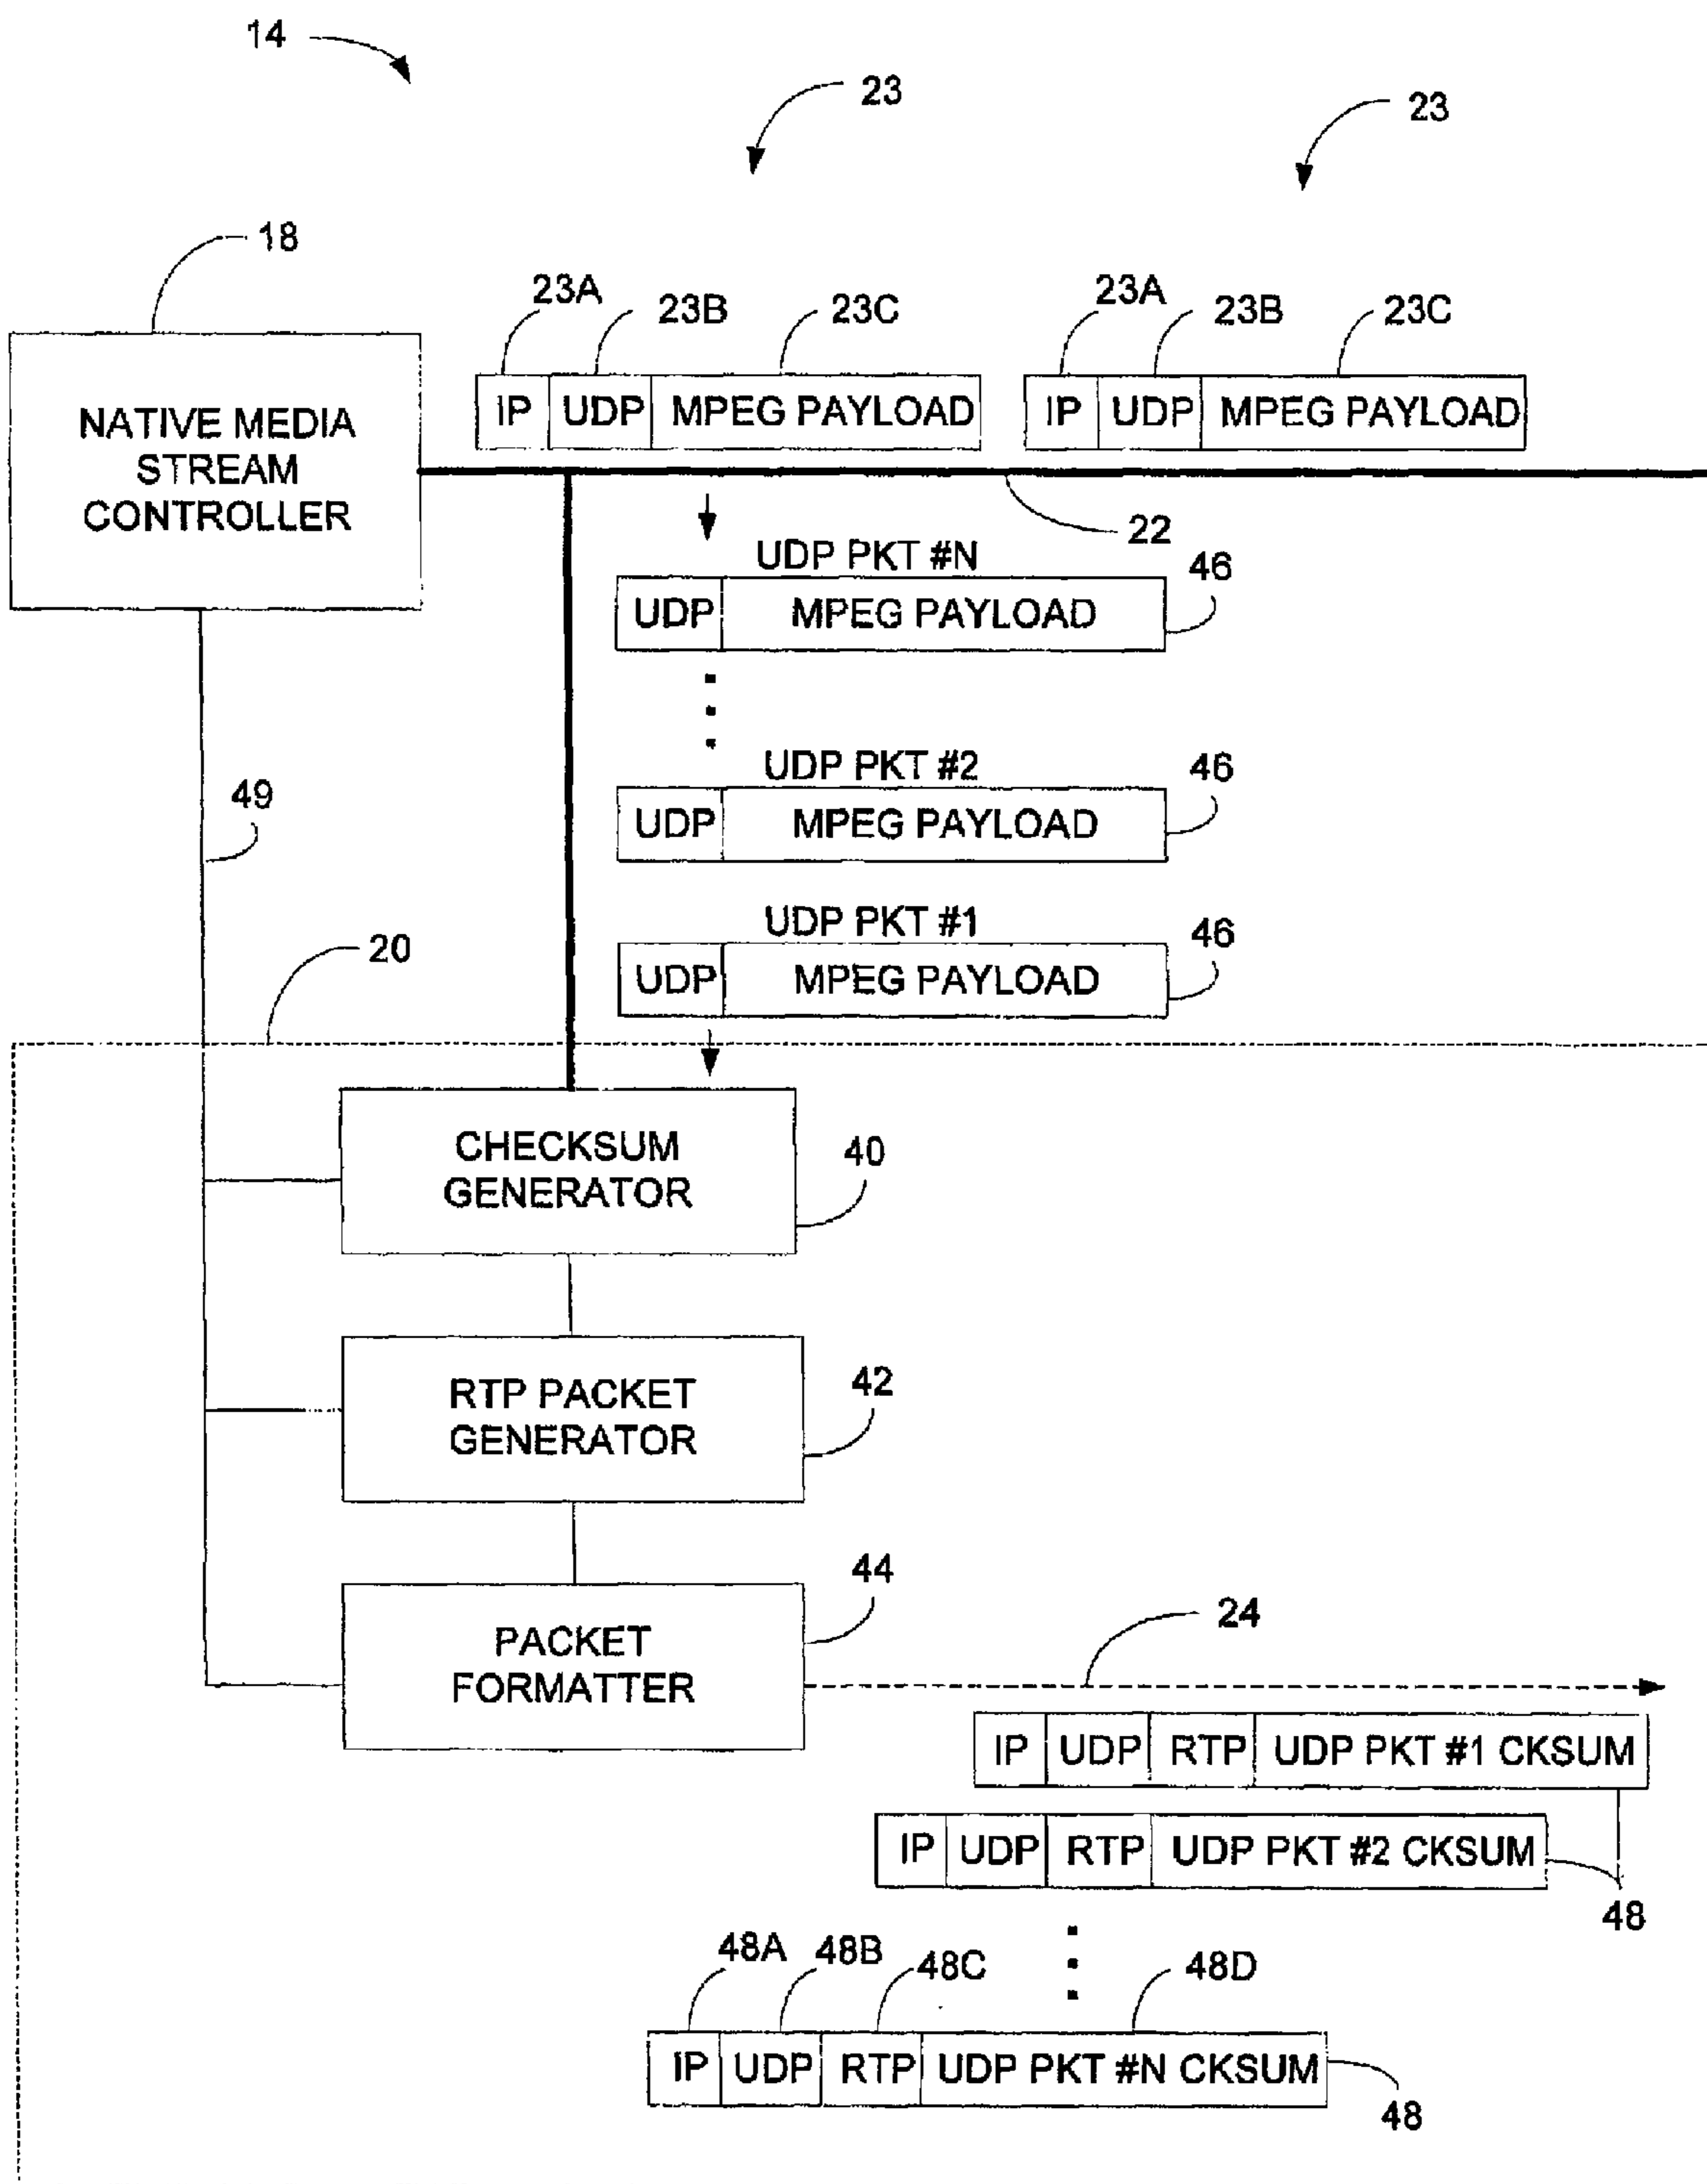 14
23
23
18
23A
23B
23C
23A
23B
23C
IP UDP MPEG PAYLOAD
IP UDP MPEG PAYLOAD
NATIVE MEDIA
STREAM
CONTROLLER
22
UDP PKT #N
46
UDP MPEG PAYLOAD
UDP PKT #2
46
UDP MPEG PAYLOAD
49
UDP PKT #1
46
UDP MPEG PAYLOAD
20
CHECKSUM
GENERATOR
40
RTP PACKET
GENERATOR
42
PACKET
FORMATTER
44
24
IP UDP RTP UDP PKT #1 CKSUM
IP UDP RTP UDP PKT #2 CKSUM
48
48A
48B
48C
48D
IP UDP RTP UDP PKT #N CKSUM
48